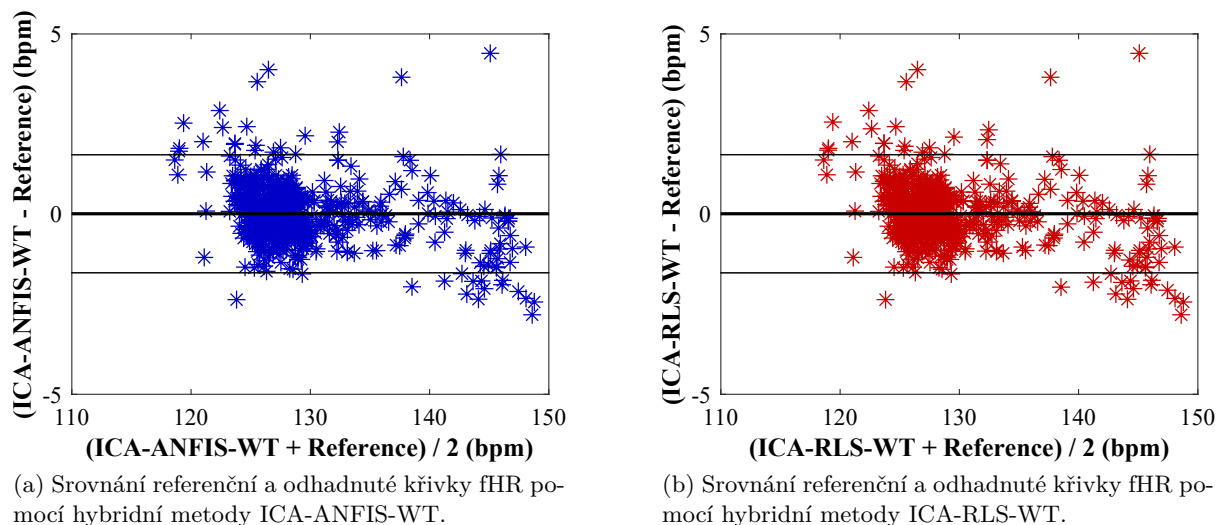 (ICA-ANFIS-WT - Reference) (bpm)
5
0
-5
110 120 130 140 150
(ICA-ANFIS-WT + Reference) / 2 (bpm)
(a) Srovnání referenční a odhadnuté křivky fHR po-
mocí hybridní metody ICA-ANFIS-WT.
(ICA-RLS-WT - Reference) (bpm)
5
0
-5
110 120 130 140 150
(ICA-RLS-WT + Reference) / 2 (bpm)
(b) Srovnání referenční a odhadnuté křivky fHR po-
mocí hybridní metody ICA-RLS-WT.